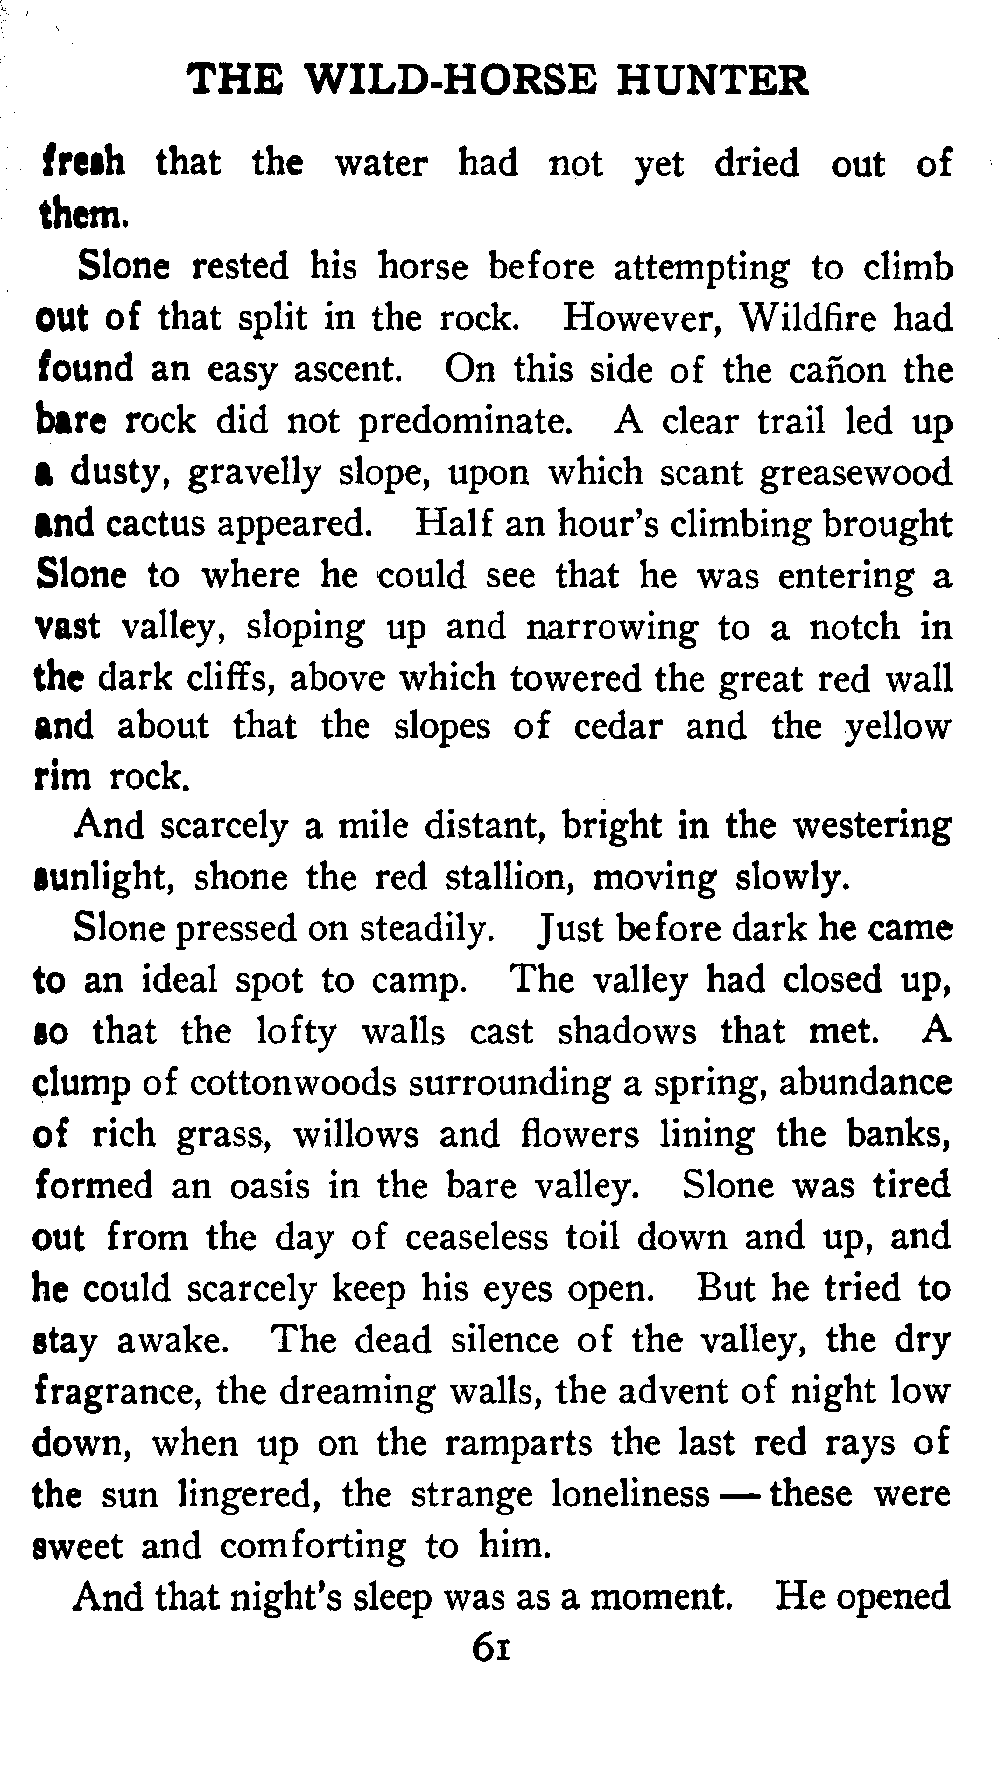 THE WILD-HORSE HUNTER
fresh that the water had not yet dried out of
them.
Slone rested his horse before attempting to climb
out of that split in the rock. However, Wildfire had
found an easy ascent. On this side of the cañon the
bare rock did not predominate. A clear trail led up
a dusty, gravelly slope, upon which scant greasewood
and cactus appeared. Half an hour's climbing brought
Slone to where he could see that he was entering a
vast valley, sloping up and narrowing to a notch in
the dark cliffs, above which towered the great red wall
and about that the slopes of cedar and the yellow
rim rock.
And scarcely a mile distant, bright in the westering
sunlight, shone the red stallion, moving slowly.
Slone pressed on steadily. Just before dark he came
to an ideal spot to camp. The valley had closed up,
so that the lofty walls cast shadows that met. A
clump of cottonwoods surrounding a spring, abundance
of rich grass, willows and flowers lining the banks,
formed an oasis in the bare valley. Slone was tired
out from the day of ceaseless toil down and up, and
he could scarcely keep his eyes open. But he tried to
stay awake. The dead silence of the valley, the dry
fragrance, the dreaming walls, the advent of night low
down, when up on the ramparts the last red rays of
the sun lingered, the strange loneliness — these were
sweet and comforting to him.
And that night's sleep was as a moment. He opened
61